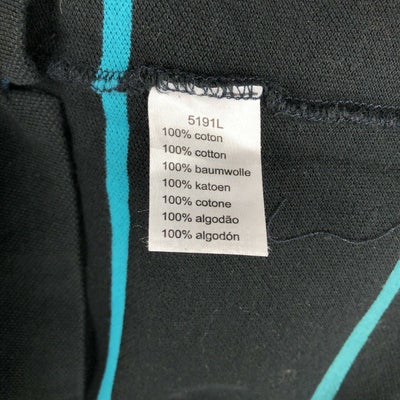 5191L
100% coton
100% cotton
100% baumwolle
100% katoen
100% cotone
100% algodão
100% algodón